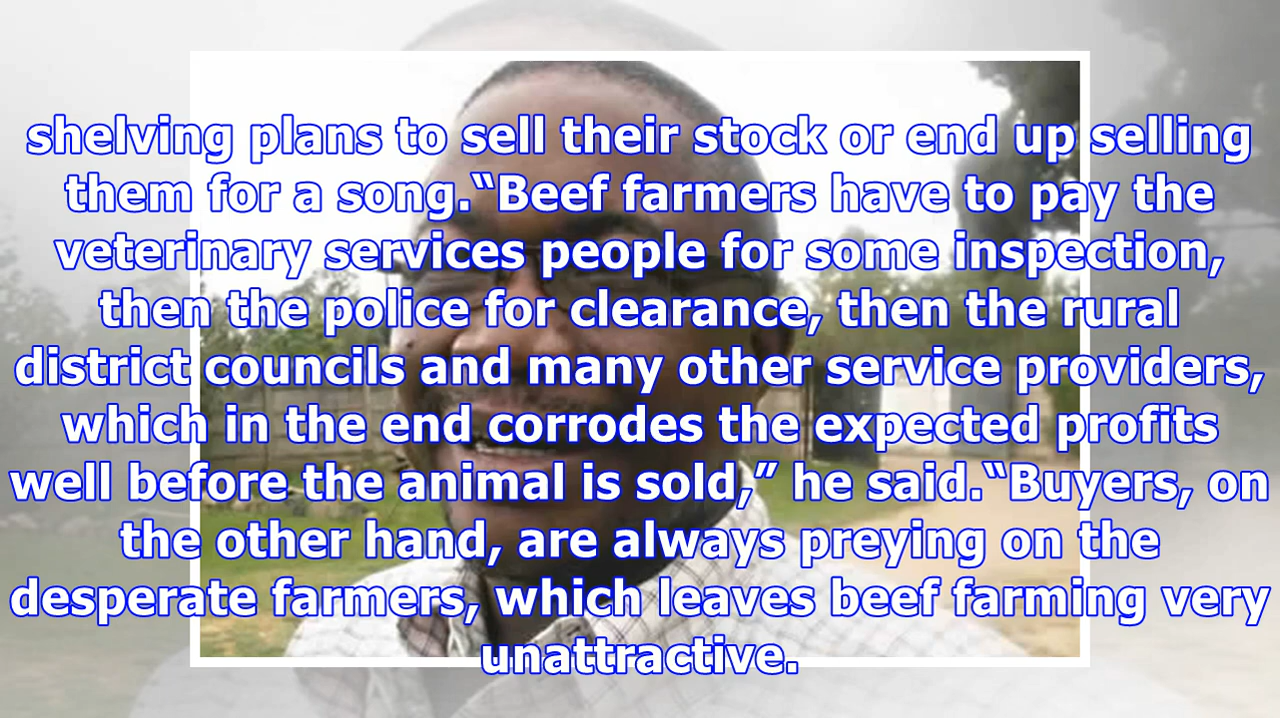 shelving plans to sell their stock or end up selling
them for a song.“Beef farmers have to pay the
veterinary services people for some inspection,
then the police for clearance, then the rural
district councils and many other service providers,
which in the end corrodes the expected profits
well before the animal is sold,” he said.“Buyers, on
the other hand, are always preying on the
desperate farmers, which leaves beef farming very
unattractive.